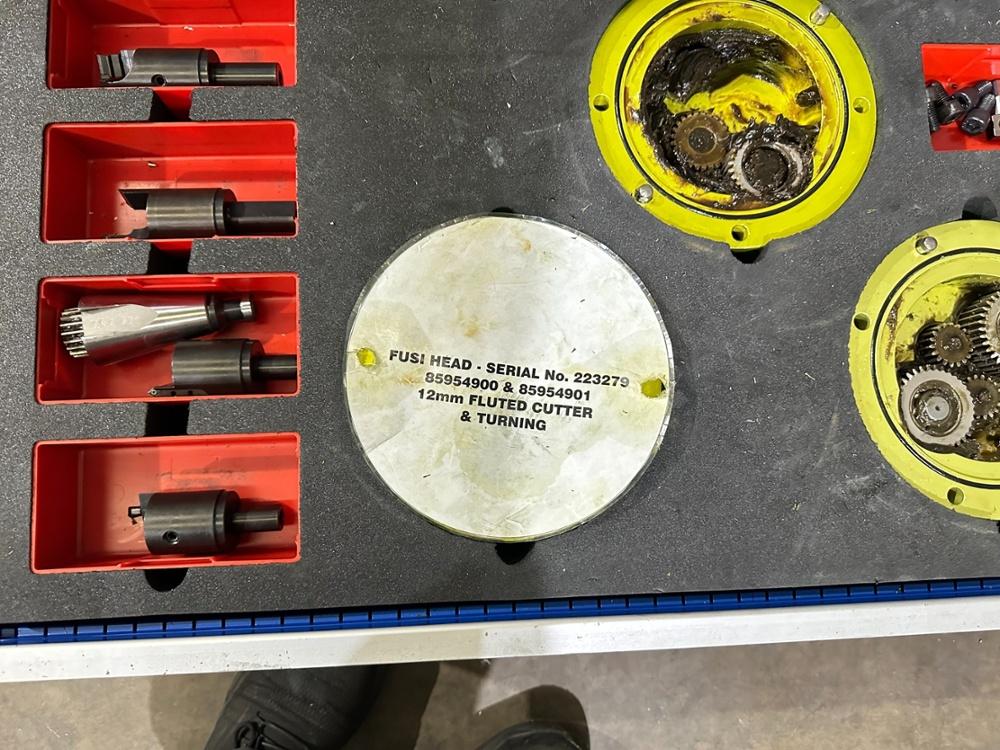 FUSI HEAD - SERIAL No. 223279
85954900 & 85954901
12mm FLUTED CUTTER
& TURNING